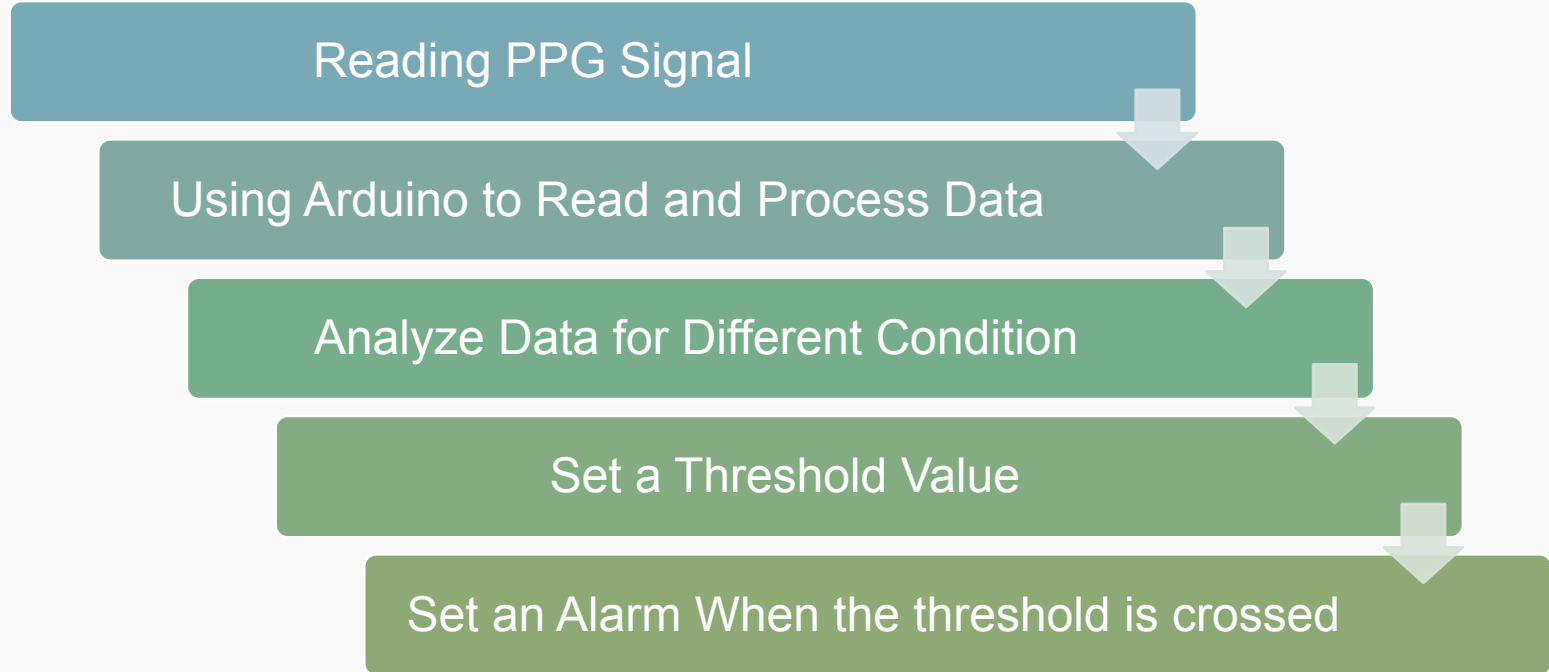 Reading PPG Signal
Using Arduino to Read and Process Data
Analyze Data for Different Condition
Set a Threshold Value
Set an Alarm When the threshold is crossed